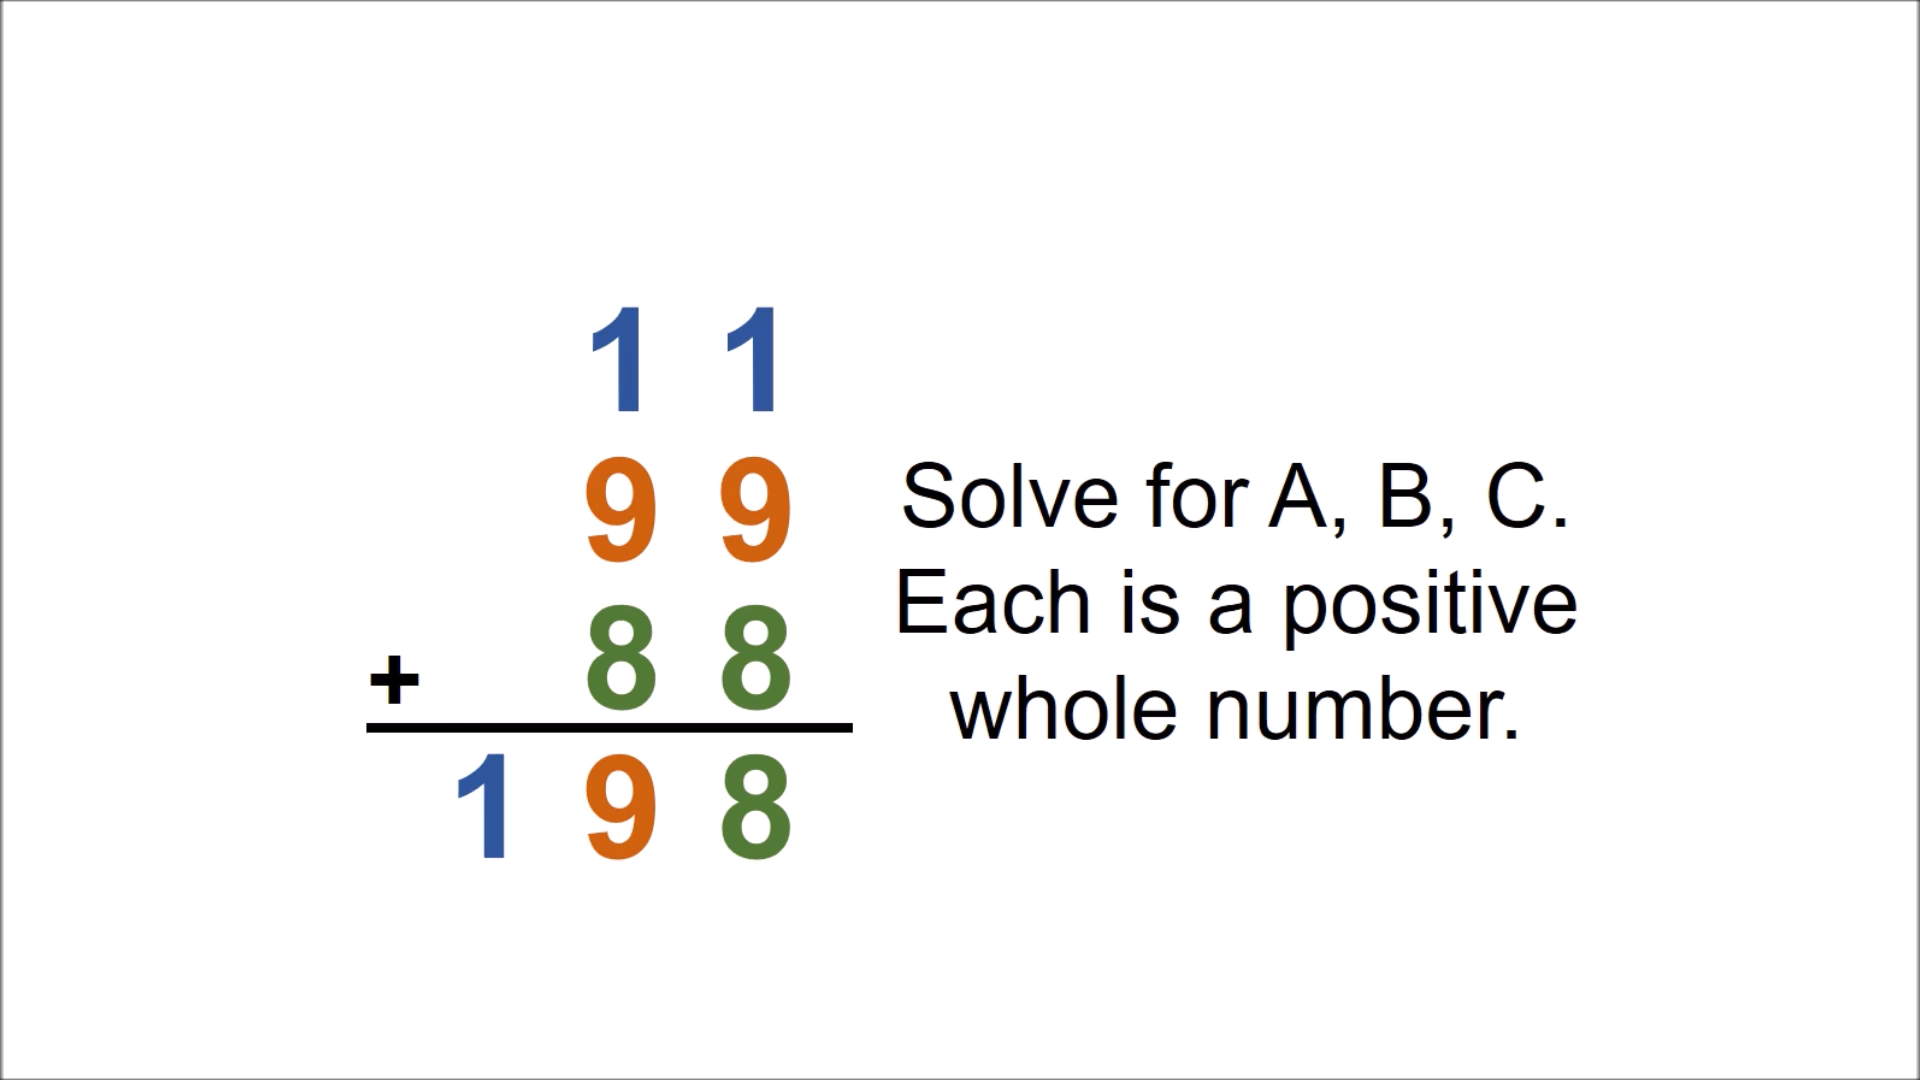 1 1
9 9
+ 8 8
1 9 8
Solve for A, B, C.
Each is a positive
whole number.